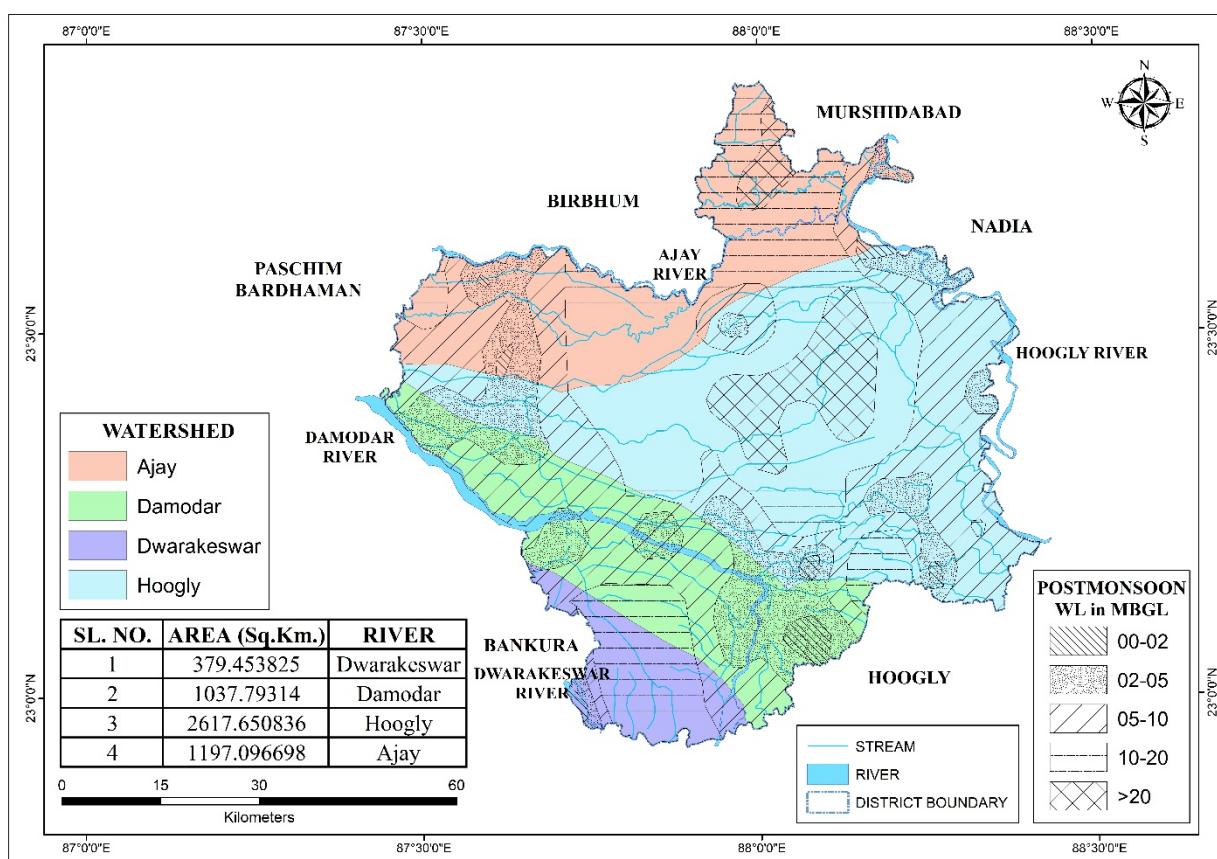 87°0'0"E 87°30'0"E 88°0'0"E 88°30'0"E
N
W E
S
MURSHIDABAD
BIRBHUM
NADIA
AJAY
RIVER
PASCHIM
BARDHAMAN
23°30'0"N
23°30'0"N
HOOGLY RIVER
WATERSHED
Ajay
Damodar
Dwarakeswar
Hoogly
DAMODAR
RIVER
POSTMONSOON
WL in MBGL
00-02
02-05
05-10
10-20
>20
SL. NO. AREA (Sq.Km.) RIVER
1 379.453825 Dwarakeswar
2 1037.79314 Damodar
3 2617.650836 Hoogly
4 1197.096698 Ajay
BANKURA
DWARAKESWAR
RIVER
HOOGLY
23°0'0"N
23°0'0"N
STREAM
RIVER
DISTRICT BOUNDARY
0 15 30 60
Kilometers
87°0'0"E 87°30'0"E 88°0'0"E 88°30'0"E